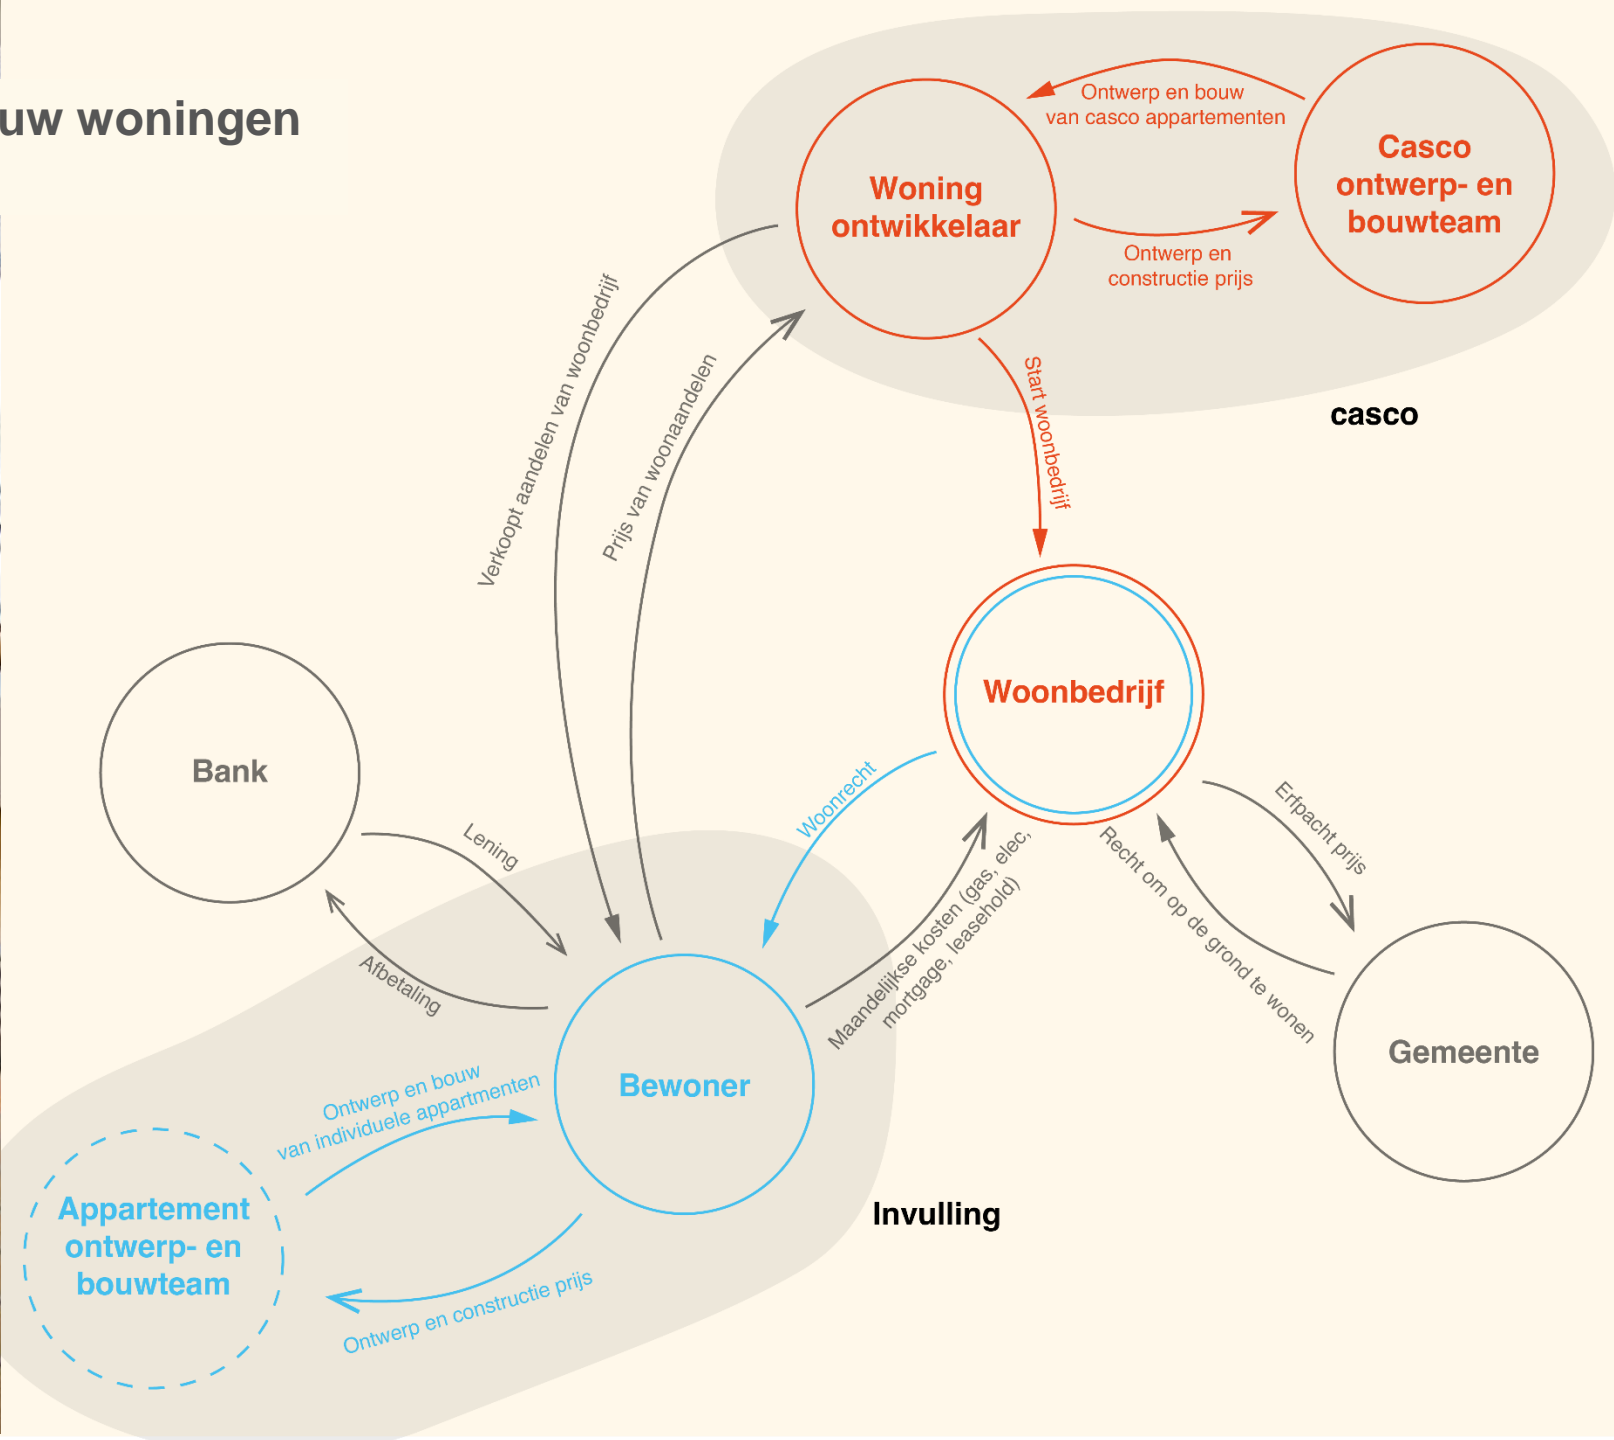 uw woningen
Ontwerp en bouw
van casco appartementen
Casco
ontwerp- en
bouwteam
Woning
ontwikkelaar
Ontwerp en
constructie prijs
Verkoopt aandelen van woonbedrijf
Prijs van woonaandelen
Start woonbedrijf
casco
Woonbedrijf
Bank
Lening
Afbetaling
Woonrecht
Maandelijkse kosten (gas, elec,
mortgage, leasehold)
Erfpacht prijs
Recht om op de grond te wonen
Gemeente
Bewoner
Ontwerp en bouw
van individuele appartmenten
Invulling
Appartement
ontwerp- en
bouwteam
Ontwerp en constructie prijs